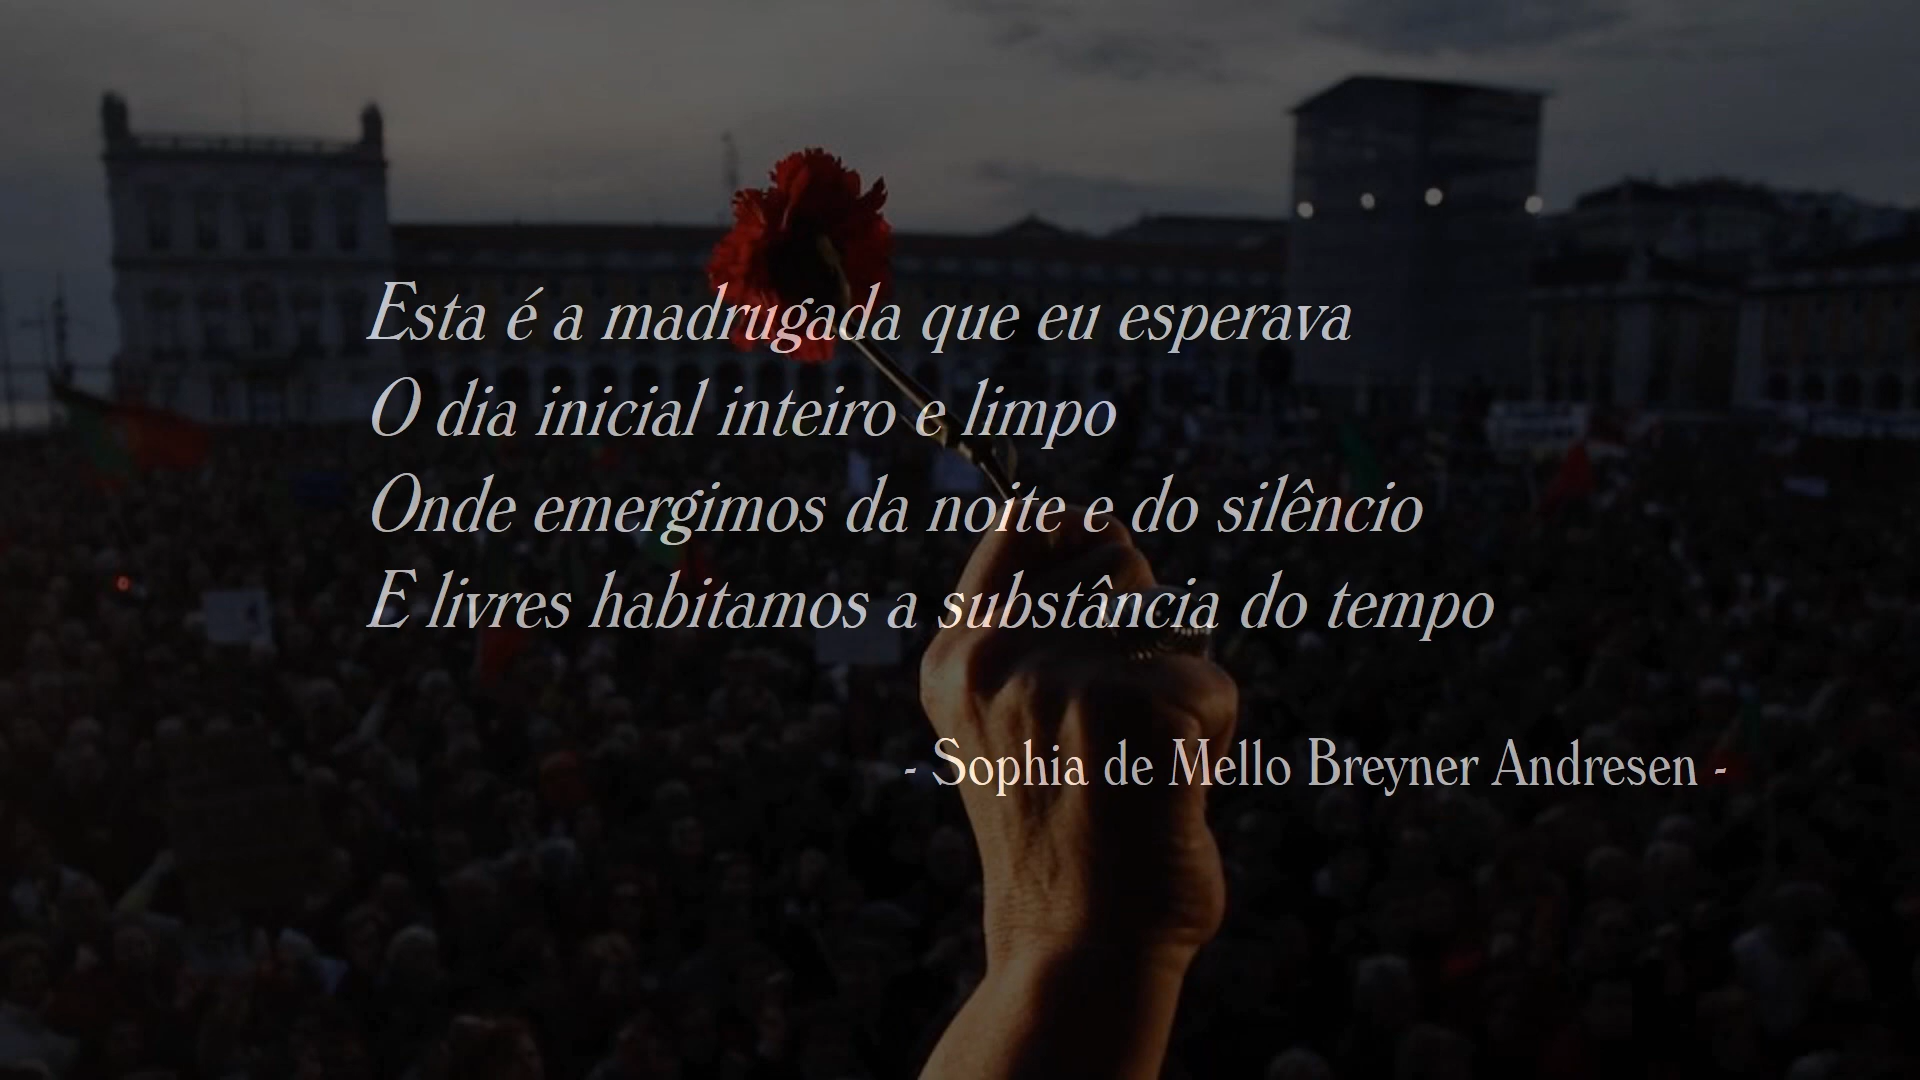 Esta é a madrugada que eu esperava
O dia inicial inteiro e limpo
Onde emergimos da noite e do silêncio
E livres habitamos a substância do tempo
- Sophia de Mello Breyner Andresen -